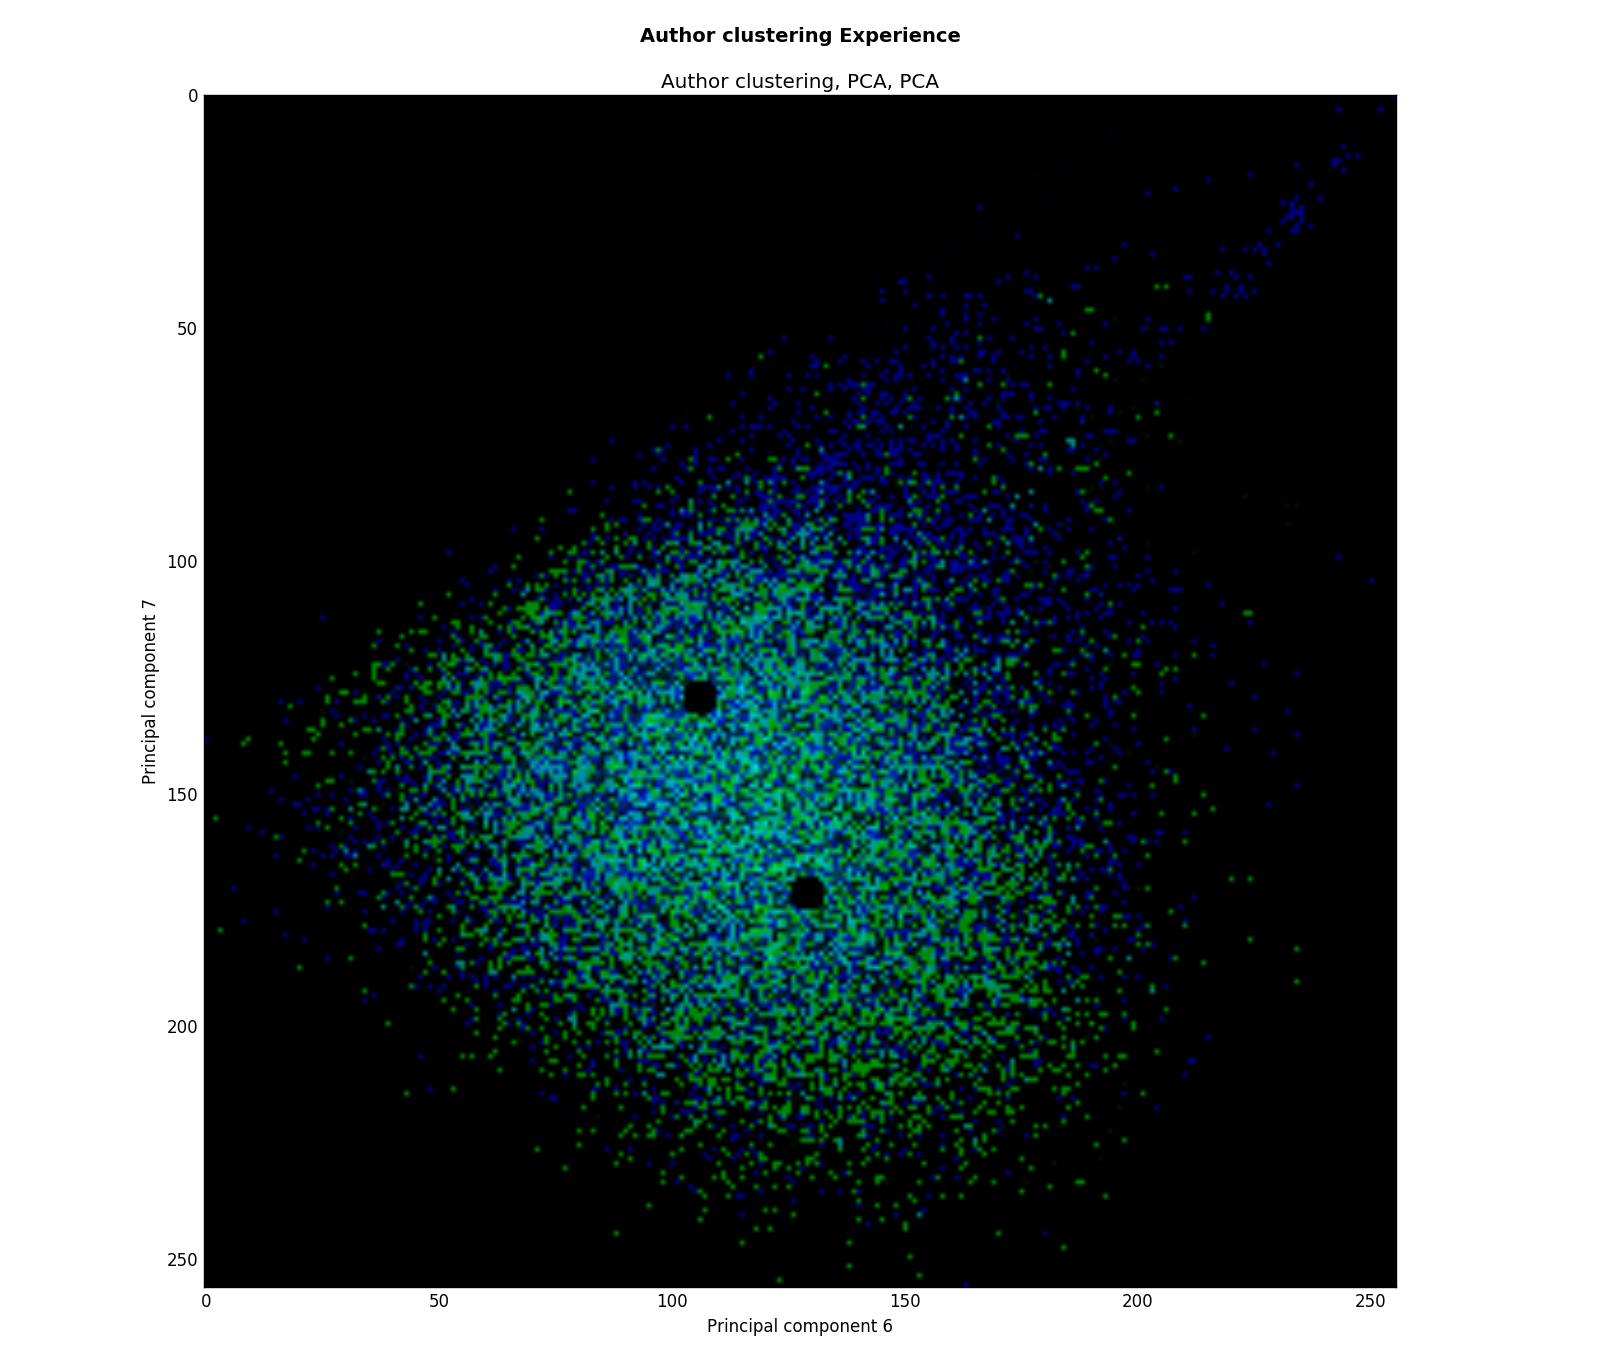 Author clustering Experience
Author clustering, PCA, PCA
0
50
100
150
200
250
Principal component 7
0 50 100 150 200 250
Principal component 6